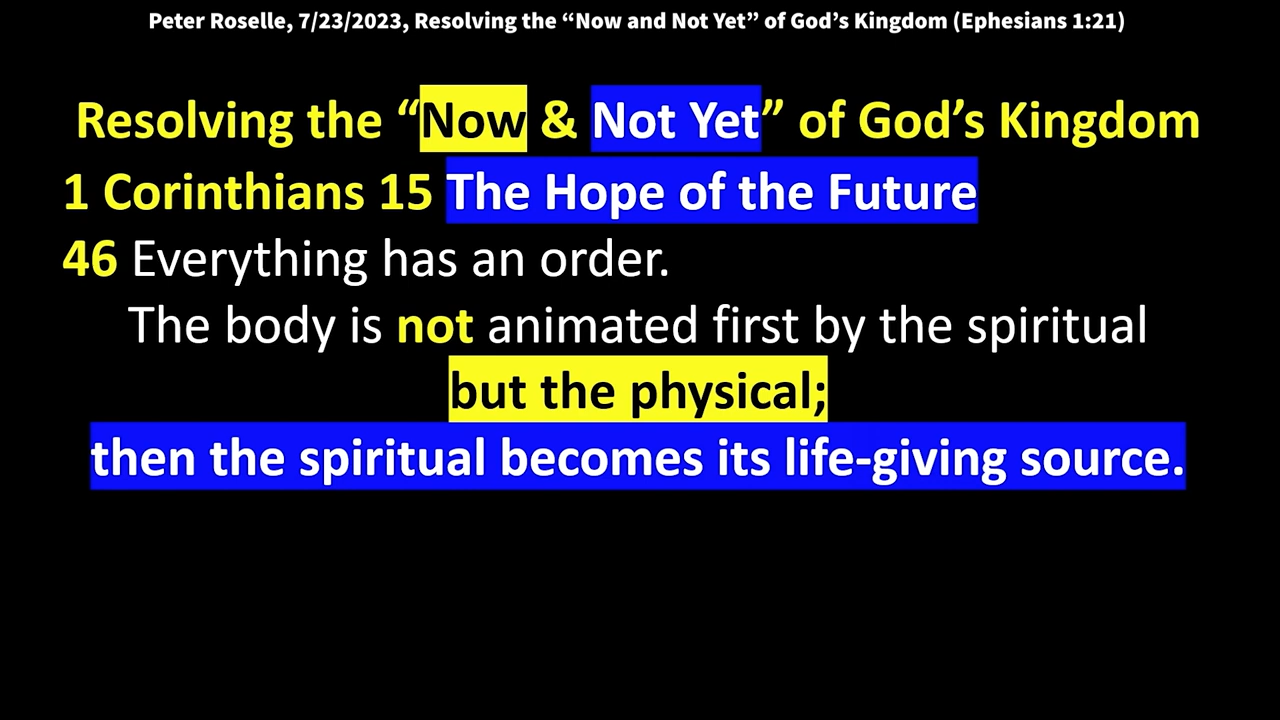 Peter Roselle, 7/23/2023, Resolving the “Now and Not Yet” of God’s Kingdom (Ephesians 1:21)
Resolving the “Now & Not Yet” of God’s Kingdom
1 Corinthians 15 The Hope of the Future
46 Everything has an order.
The body is not animated first by the spiritual
but the physical;
then the spiritual becomes its life-giving source.